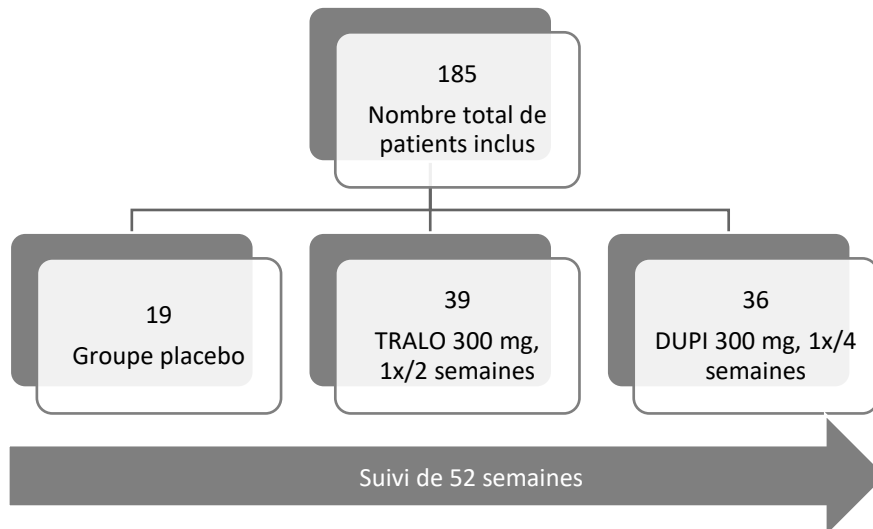 185
Nombre total de
patients inclus
19
Groupe placebo
39
TRALO 300 mg,
1x/2 semaines
36
DUPI 300 mg, 1x/4
semaines
Suivi de 52 semaines